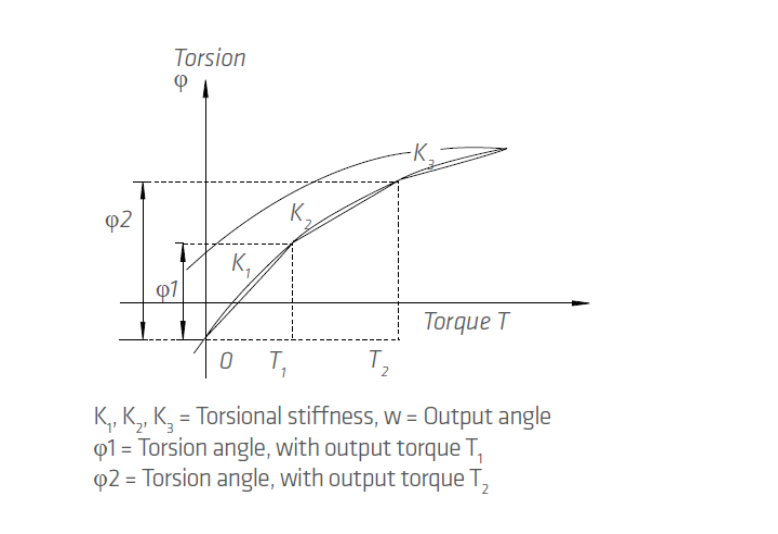 Torsion
φ
K₃
K₂
φ2
K₁
φ1
Torque T
0 T₁ T₂
K₁, K₂, K₃ = Torsional stiffness, w = Output angle
φ1 = Torsion angle, with output torque T₁
φ2 = Torsion angle, with output torque T₂